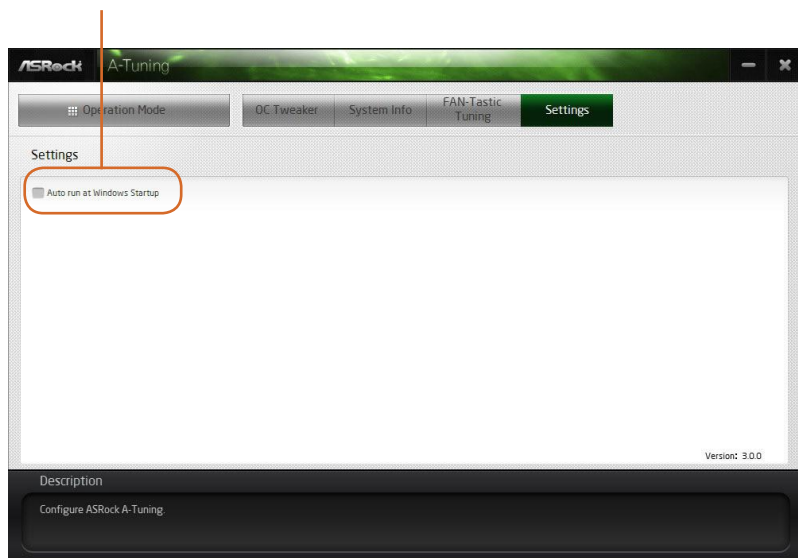 ASRock A-Tuning
Operation Mode OC Tweaker System Info FAN-Tastic Tuning Settings
Settings
Auto run at Windows Startup
Version: 3.0.0
Description
Configure ASRock A-Tuning.